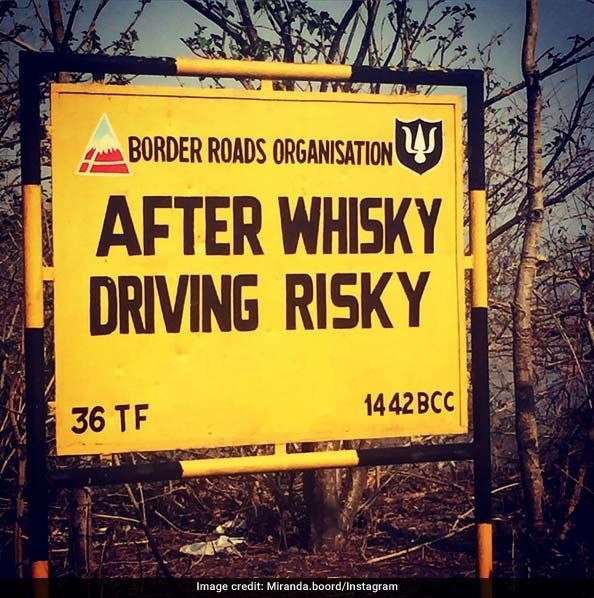 BORDER ROADS ORGANISATION
AFTER WHISKY
DRIVING RISKY
36 TF 1442 BCC
Image credit: Miranda.boord/Instagram